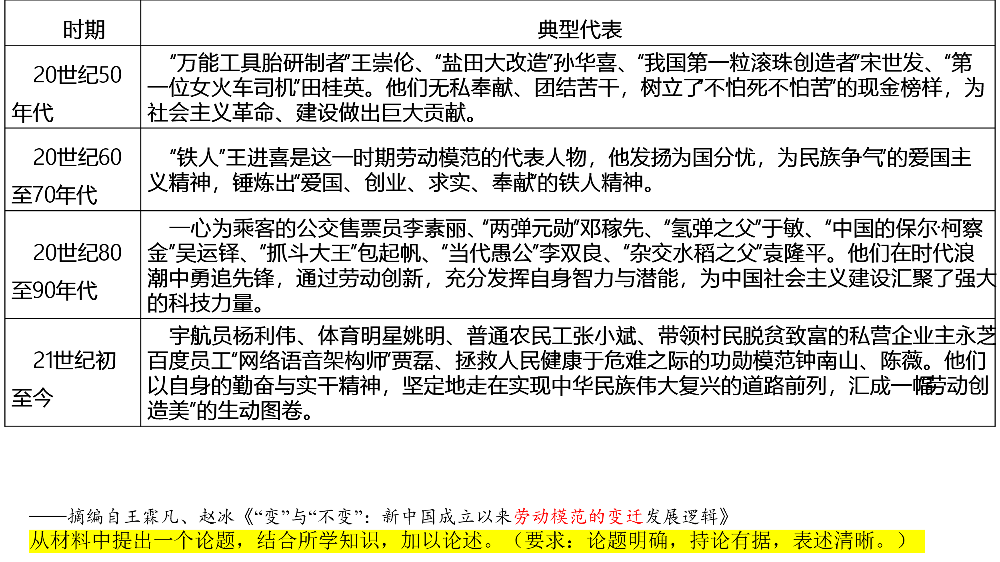 时期
典型代表
20世纪50
年代
“万能工具胎研制者”王崇伦、“盐田大改造”孙华喜、“我国第一粒滚珠创造者”宋世发、“第
一位女火车司机”田桂英。他们无私奉献、团结苦干，树立了“不怕死不怕苦”的现金榜样，为
社会主义革命、建设做出巨大贡献。
20世纪60
至70年代
“铁人”王进喜是这一时期劳动模范的代表人物，他发扬“为国分忧，为民族争气”的爱国主
义精神，锤炼出“爱国、创业、求实、奉献”的铁人精神。
20世纪80
至90年代
一心为乘客的公交售票员李素丽、“两弹元勋”邓稼先、“氢弹之父”于敏、“中国的保尔·柯察
金”吴运铎、“抓斗大王”包起帆、“当代愚公”李双良、“杂交水稻之父”袁隆平。他们在时代浪
潮中勇追先锋，通过劳动创新，充分发挥自身智力与潜能，为中国社会主义建设汇聚了强大
的科技力量。
21世纪初
至今
宇航员杨利伟、体育明星姚明、普通农民工张小斌、带领村民脱贫致富的私营企业主永芝
百度员工“网络语音架构师”贾磊、拯救人民健康于危难之际的功勋模范钟南山、陈薇。他们
以自身的勤奋与实干精神，坚定地走在实现中华民族伟大复兴的道路前列，汇成一幅“劳动创
造美”的生动图卷。
——摘编自王霖凡、赵冰《“变”与“不变”：新中国成立以来劳动模范的变迁发展逻辑》
从材料中提出一个论题，结合所学知识，加以论述。（要求：论题明确，持论有据，表述清晰。）